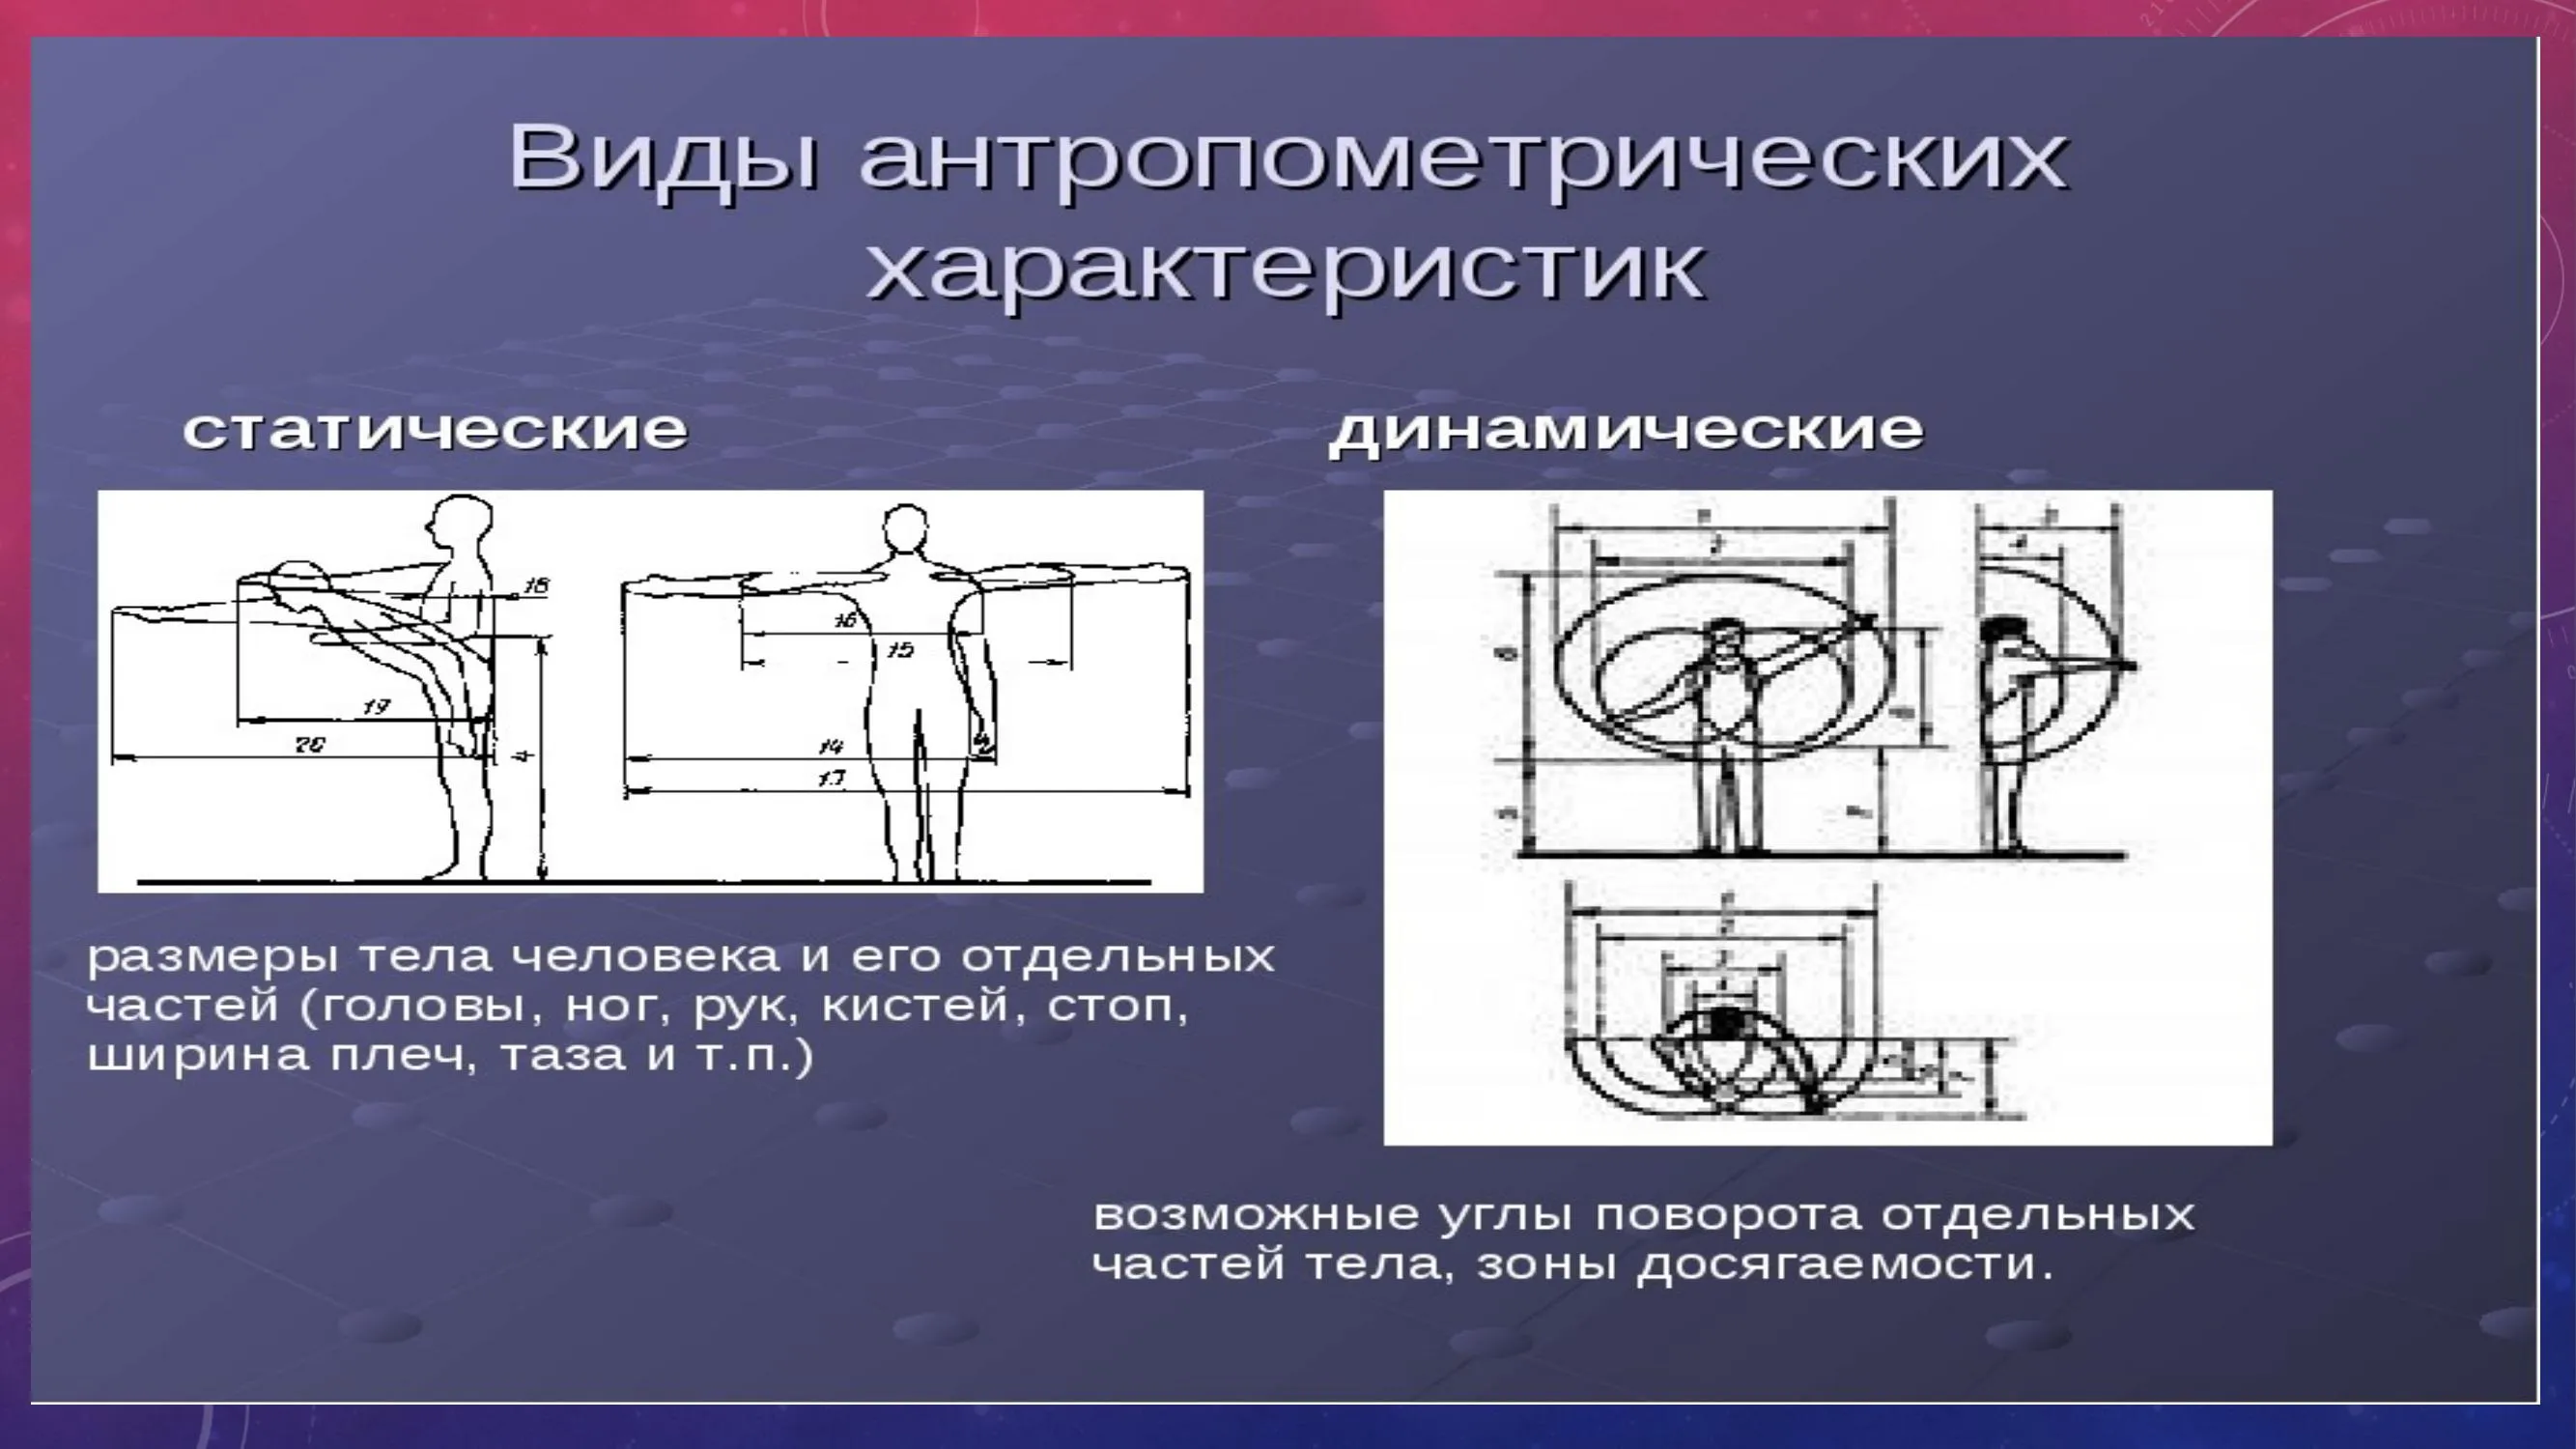 Виды антропометрических
характеристик
статические
динамические
18
19
20
4
16
15
14
17
размеры тела человека и его отдельных
частей (головы, ног, рук, кистей, стоп,
ширина плеч, таза и т.п.)
возможные углы поворота отдельных
частей тела, зоны досягаемости.